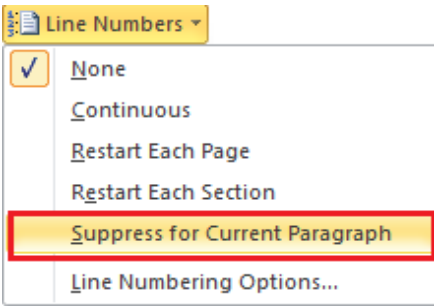 Line Numbers
None
Continuous
Restart Each Page
Restart Each Section
Suppress for Current Paragraph
Line Numbering Options...